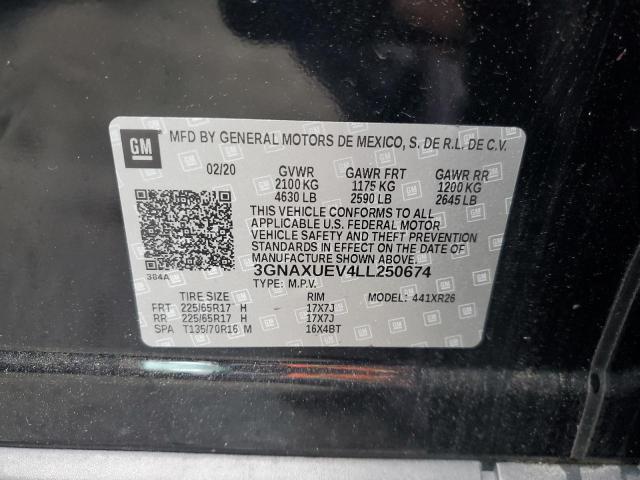 GM
MFD BY GENERAL MOTORS DE MEXICO, S. DE R.L. DE C.V.
02/20 GVWR GAWR FRT GAWR RR
2100 KG 1175 KG 1200 KG
4630 LB 2590 LB 2645 LB
THIS VEHICLE CONFORMS TO ALL
APPLICABLE U.S. FEDERAL MOTOR
VEHICLE SAFETY AND THEFT
PREVENTION STANDARDS IN EFFECT ON THE DATE OF
MANUFACTURE SHOWN ABOVE.
384A
3GNAXUEV4LL250674
TYPE: M.P.V.
TIRE SIZE RIM MODEL: 441XR26
FRT 225/65R17 H 17X7J
RR 225/65R17 H 17X7J
SPA T135/70R16 M 16X4BT